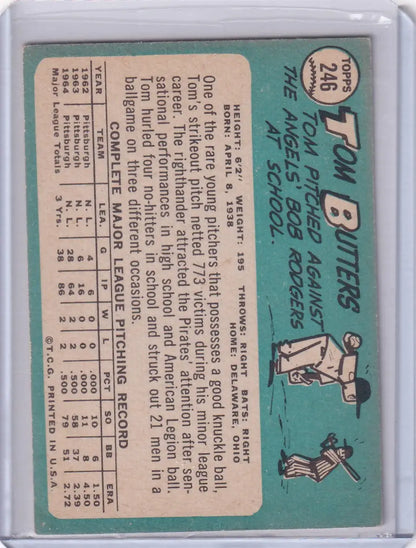 TOPPS
246
TOM BUTTERS
TOM PITCHED AGAINST
THE ANGELS' BOB RODGERS
AT SCHOOL.
HEIGHT: 6'2" WEIGHT: 195 THROWS: RIGHT BATS: RIGHT
BORN: APRIL 8, 1938 HOME: DELAWARE, OHIO
One of the rare young pitchers that possesses a good knuckle ball,
Tom's strikeout pitch netted 773 victims during his minor league
career. The righthander attracted the Pirates' attention after sen-
sational performances in high school and American Legion ball.
Tom hurled four no-hitters in school and struck out 21 men in a
ballgame on three different occasions.
COMPLETE MAJOR LEAGUE PITCHING RECORD
YEAR TEAM LEA. G IP W L PCT SO BB ERA
1962 Pittsburgh N. L. 4 6 0 0 .000 10 6 1.50
1963 Pittsburgh N. L. 6 16 0 0 .000 11 8 4.50
1964 Pittsburgh N. L. 28 64 2 2 .500 58 37 2.39
Major League Totals 3 Yrs. 38 86 2 2 .500 79 51 2.72
©T.C.G. PRINTED IN U.S.A.